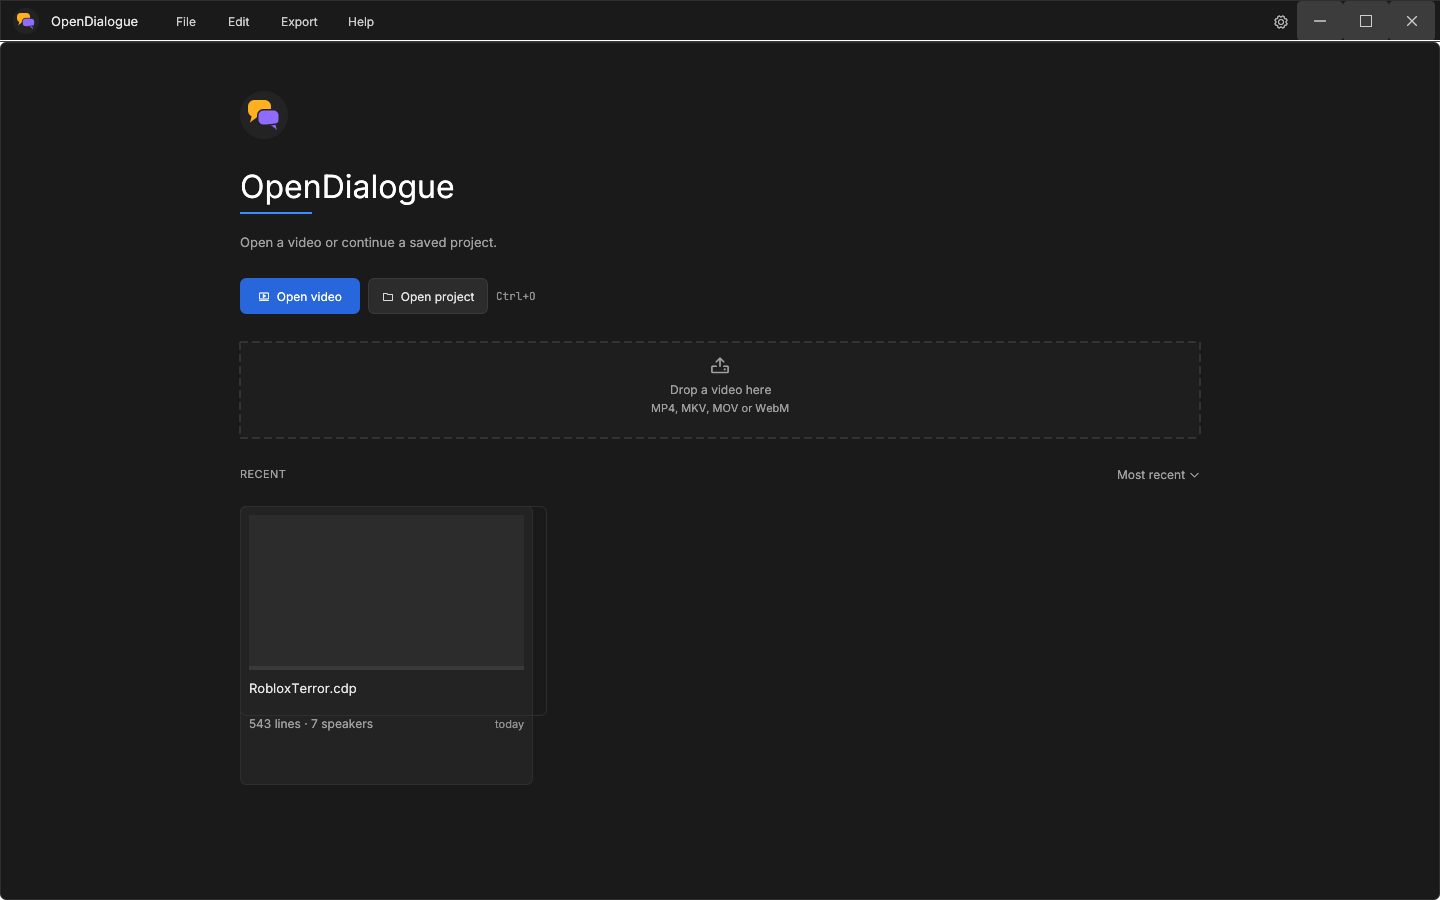 OpenDialogue File Edit Export Help
OpenDialogue
Open a video or continue a saved project.
Open video Open project Ctrl+O
Drop a video here
MP4, MKV, MOV or WebM
RECENT Most recent
RobloxTerror.cdp
543 lines · 7 speakers today